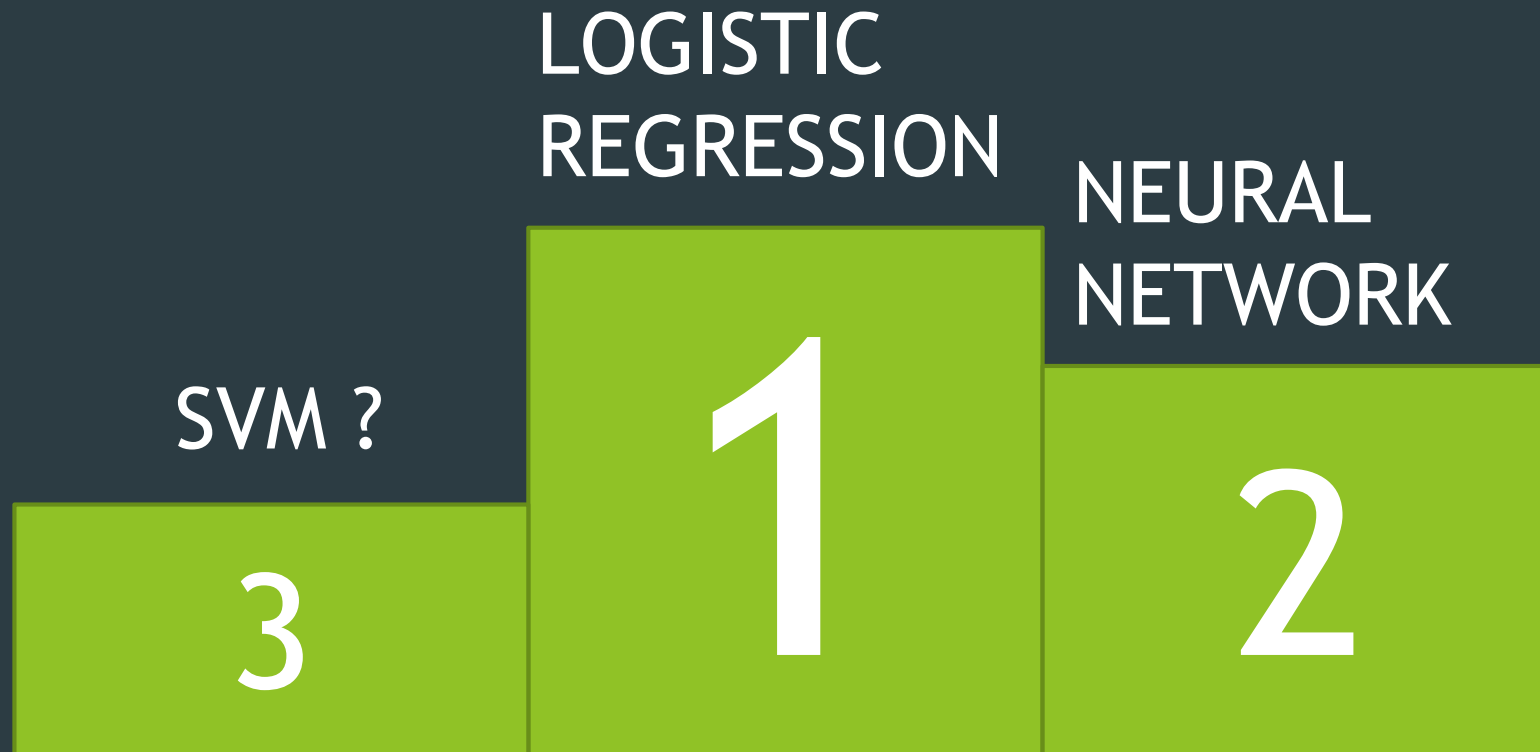 LOGISTIC
REGRESSION
NEURAL
NETWORK
SVM ?
3
1
2